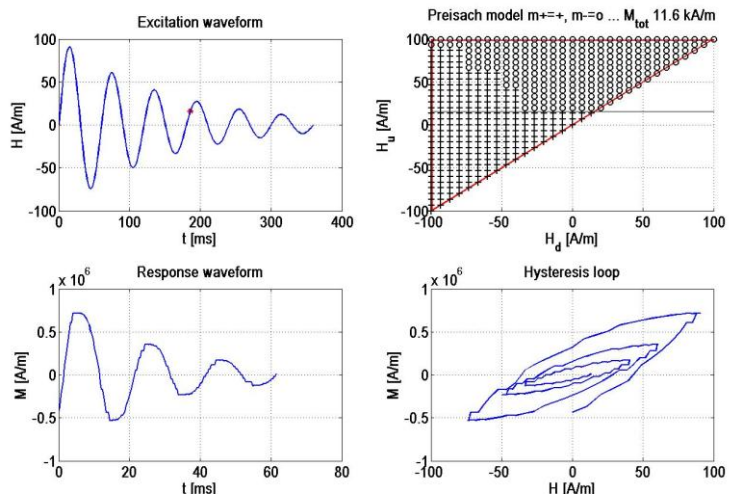 Excitation waveform
100
50
0
-50
-100
H [A/m]
0 100 200 300 400
t [ms]
Preisach model m+=+, m-=o ... M_tot 11.6 kA/m
100
50
0
-50
-100
H_u [A/m]
-100 -50 0 50 100
H_d [A/m]
Response waveform
x 10^6
1
0.5
0
-0.5
-1
M [A/m]
0 20 40 60 80
t [ms]
Hysteresis loop
x 10^6
1
0.5
0
-0.5
-1
M [A/m]
-100 -50 0 50 100
H [A/m]